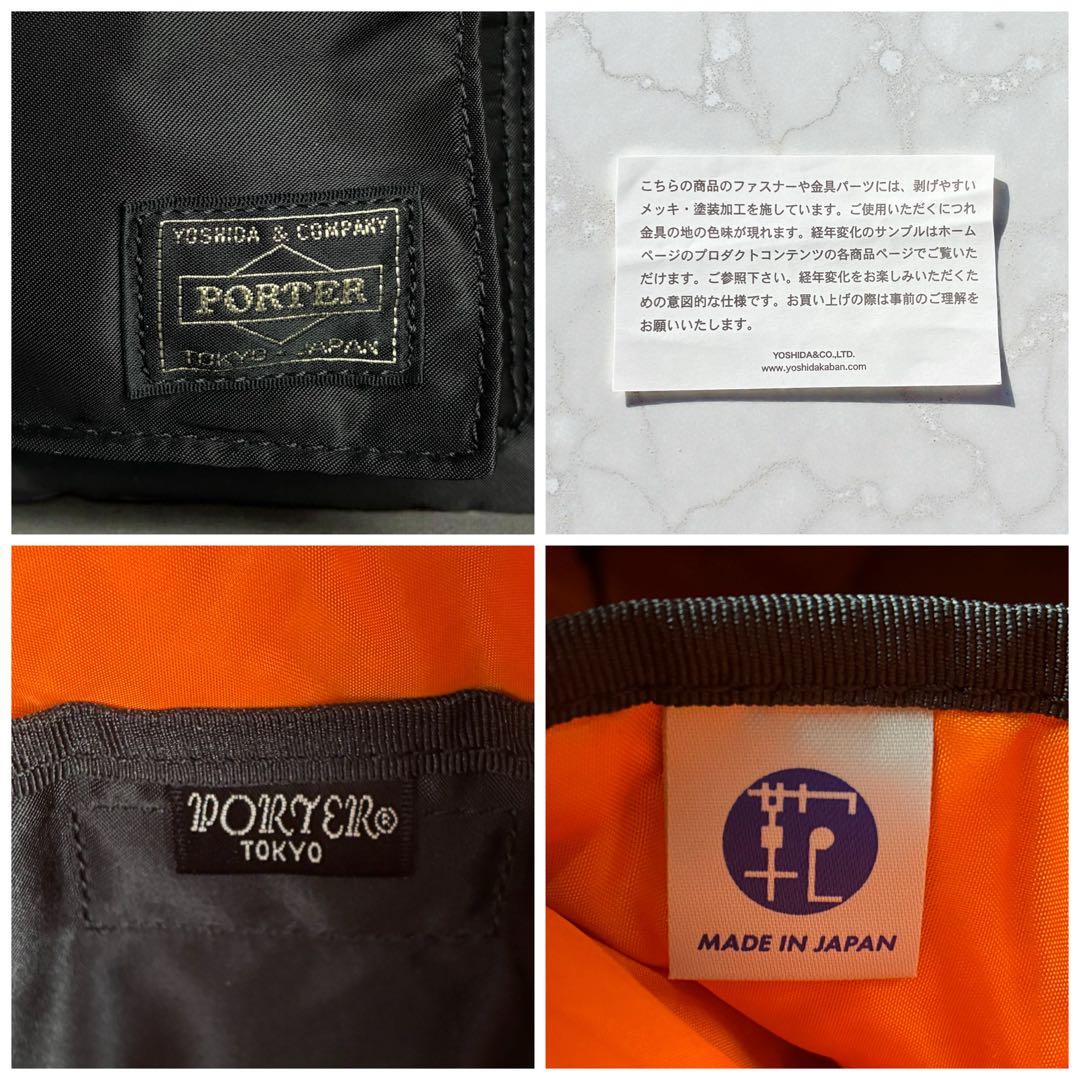 YOSHIDA & COMPANY
PORTER
TOKYO-JAPAN
こちらの商品のファスナーや金具パーツには、剥げやすい
メッキ・塗装加工を施しています。ご使用いただくにつれ
金具の地の色味が現れます。経年変化のサンプルはホーム
ページのプロダクトコンテンツの各商品ページでご覧いた
だけます。ご参照下さい。経年変化をお楽しみいただくた
めの意図的な仕様です。お買い上げの際は事前のご理解を
お願いいたします。
YOSHIDA&CO.,LTD.
www.yoshidakaban.com
PORTER®
TOKYO
MADE IN JAPAN